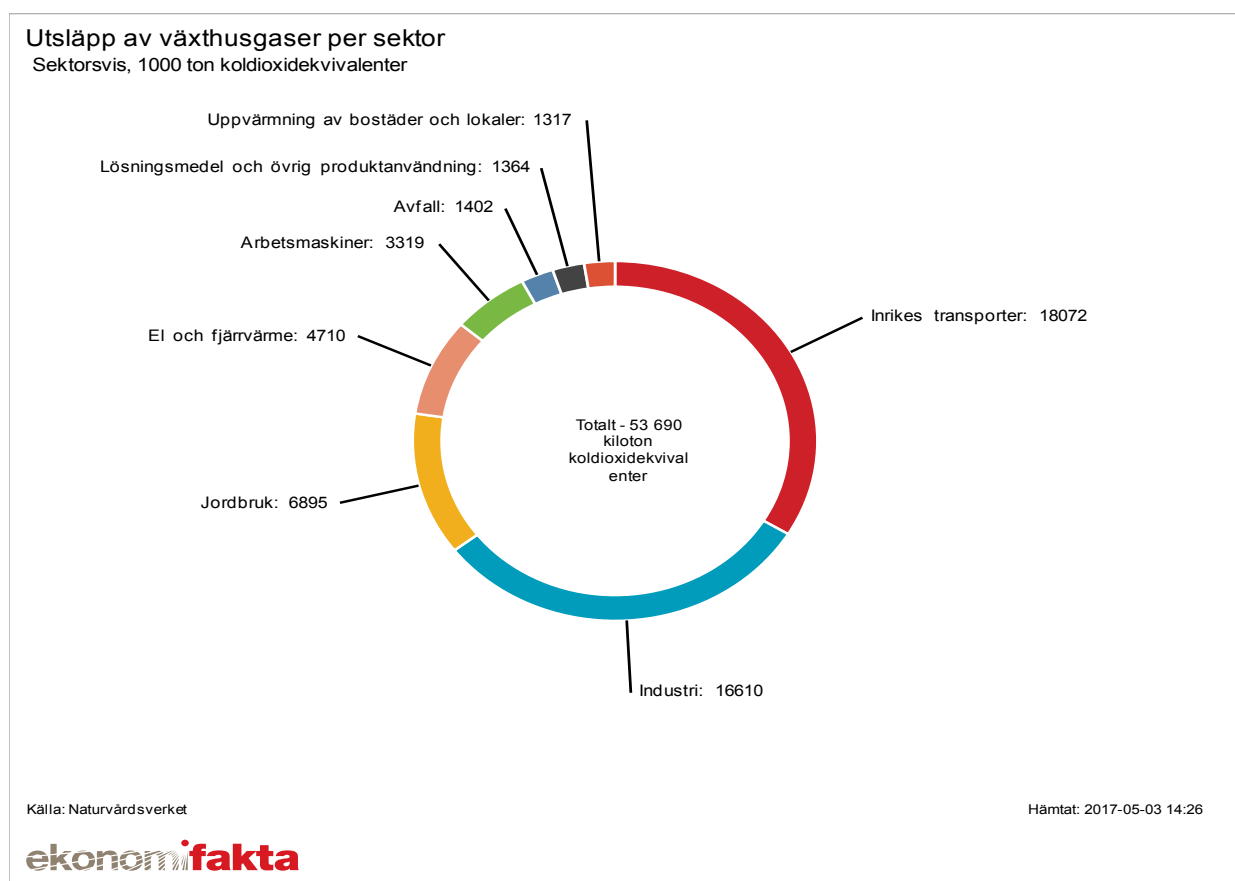 Utsläpp av växthusgaser per sektor
Sektorsvis, 1000 ton koldioxidekvivalenter
Uppvärmning av bostäder och lokaler: 1317
Lösningsmedel och övrig produktanvändning: 1364
Avfall: 1402
Arbetsmaskiner: 3319
Inrikes transporter: 18072
El och fjärrvärme: 4710
Totalt - 53 690
kiloton
koldioxidekvival
enter
Jordbruk: 6895
Industri: 16610
Källa: Naturvårdsverket
Hämtat: 2017-05-03 14:26
ekonomifakta